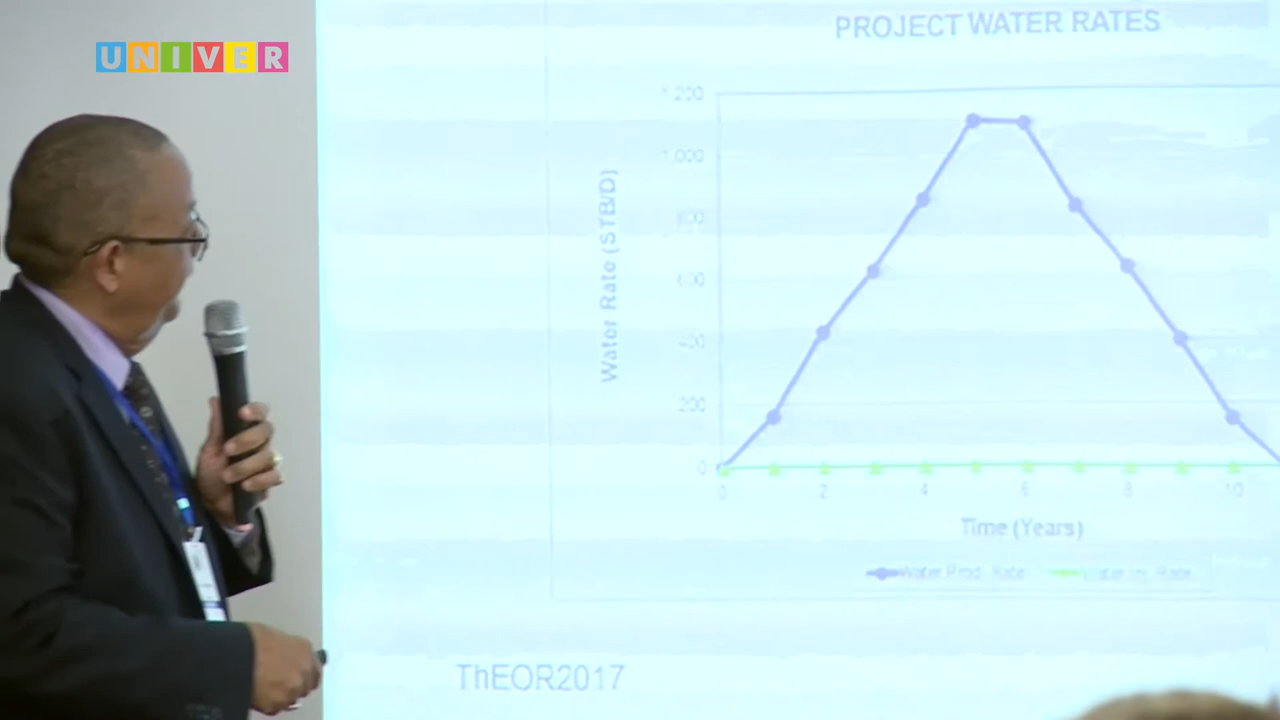 UNIVER
PROJECT WATER RATES
1,200
1,000
800
600
400
200
0
Water Rate (STB/D)
0 2 4 6 8 10
Time (Years)
Water Prod. Rate Water Inj. Rate
ThEOR2017